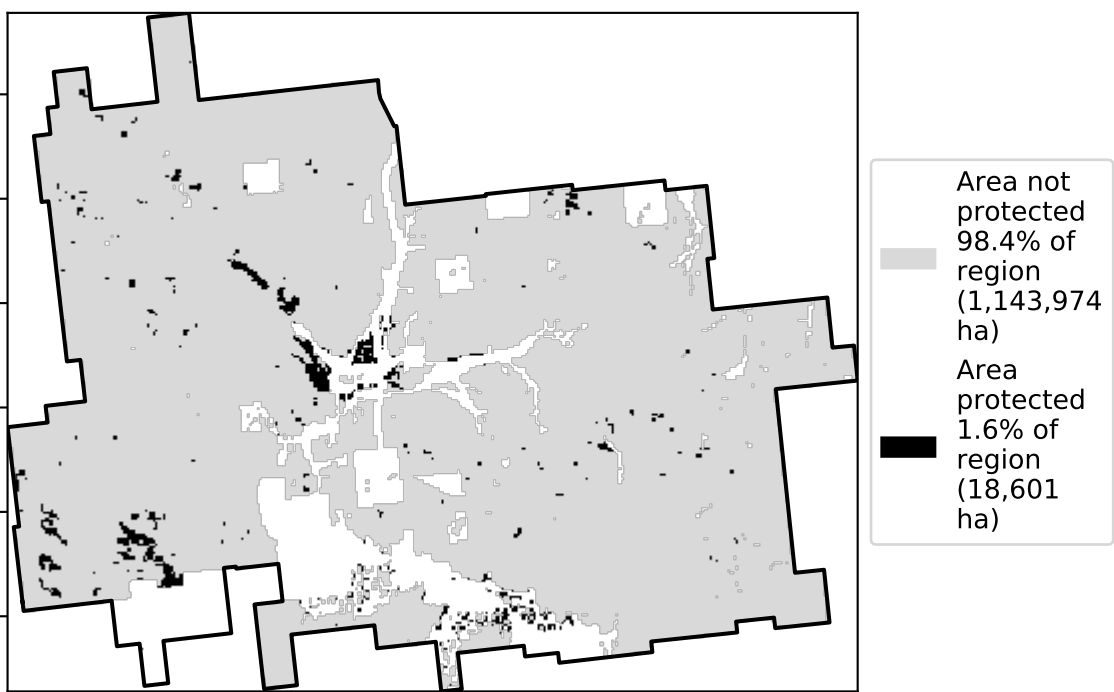 Area not
protected
98.4% of
region
(1,143,974
ha)
Area
protected
1.6% of
region
(18,601
ha)